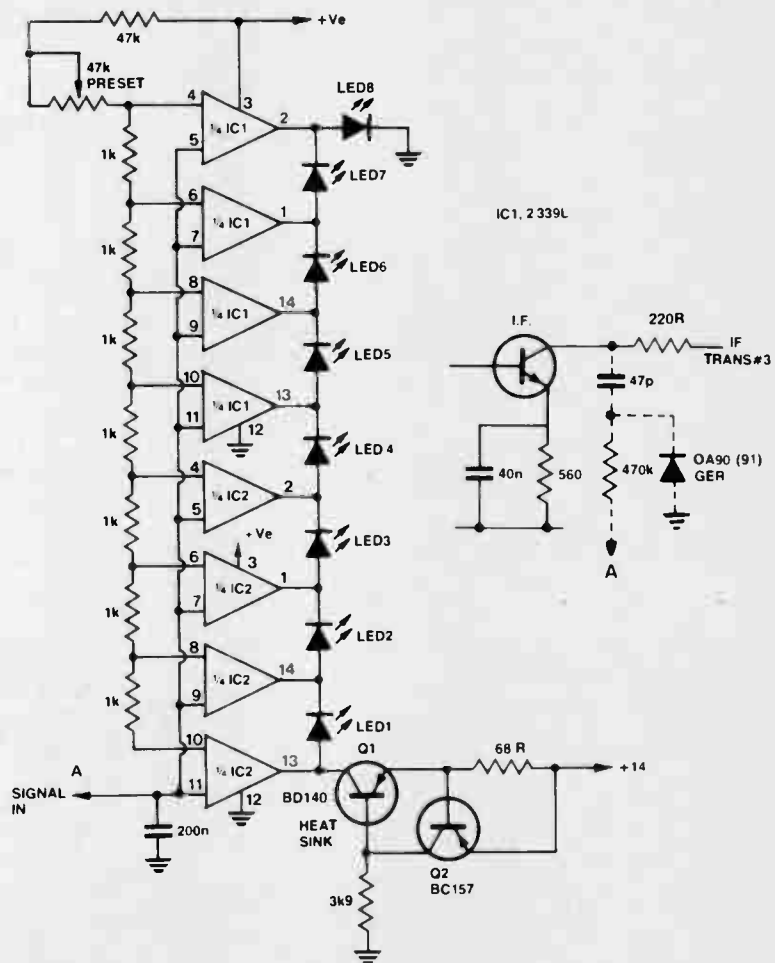 47k
+Ve
47k
PRESET
LED8
4
3
2
¼ IC1
5
1k
LED7
6
1
¼ IC1
7
IC1, 2 339L
1k
LED6
8
14
¼ IC1
9
I.F.
220R
IF
TRANS#3
1k
LED5
47p
10
13
¼ IC1
11
12
1k
LED 4
40n
560
470k
OA90 (91)
GER
4
2
¼ IC2
5
1k
+Ve
LED3
A
6
3
1
¼ IC2
7
1k
LED2
8
14
¼ IC2
9
1k
LED1
10
Q1
68 R
13
¼ IC2
+14
A
SIGNAL
IN
11
12
BD140
HEAT
SINK
200n
Q2
BC157
3k9